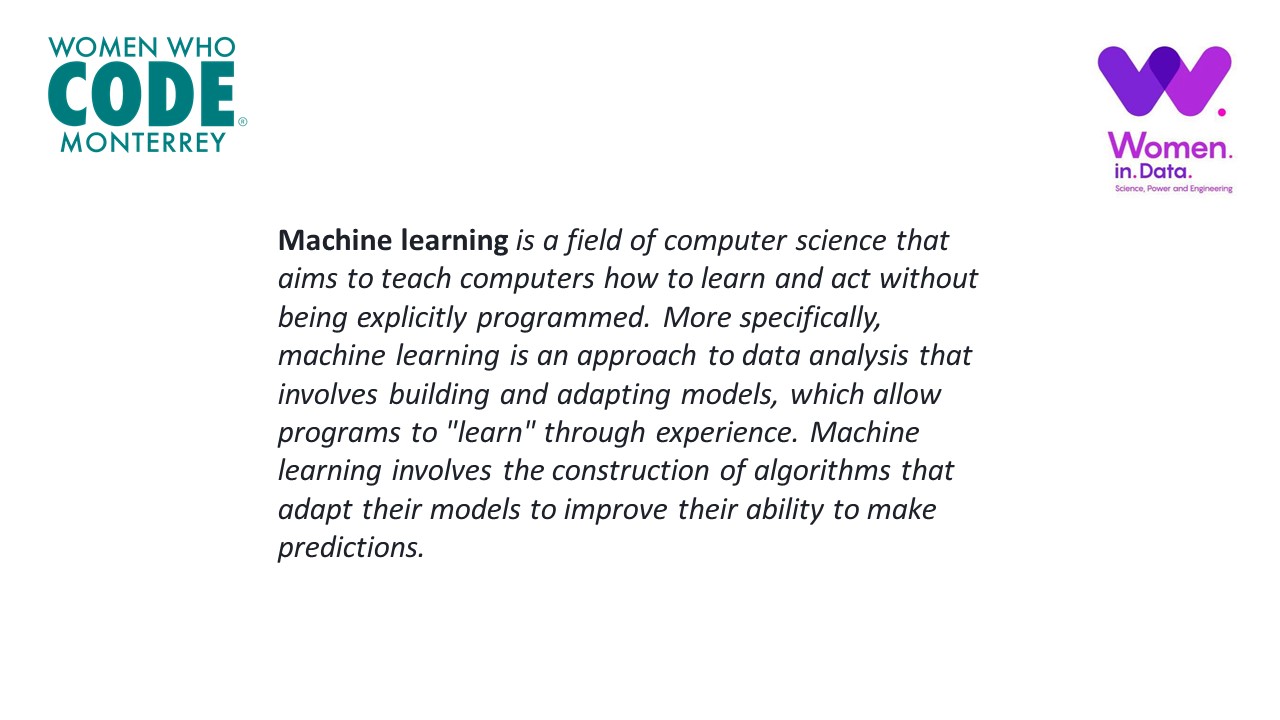 WOMEN WHO
CODE®
MONTERREY
W.
Women.
in.Data.
Science, Power and Engineering
Machine learning is a field of computer science that
aims to teach computers how to learn and act without
being explicitly programmed. More specifically,
machine learning is an approach to data analysis that
involves building and adapting models, which allow
programs to "learn" through experience. Machine
learning involves the construction of algorithms that
adapt their models to improve their ability to make
predictions.